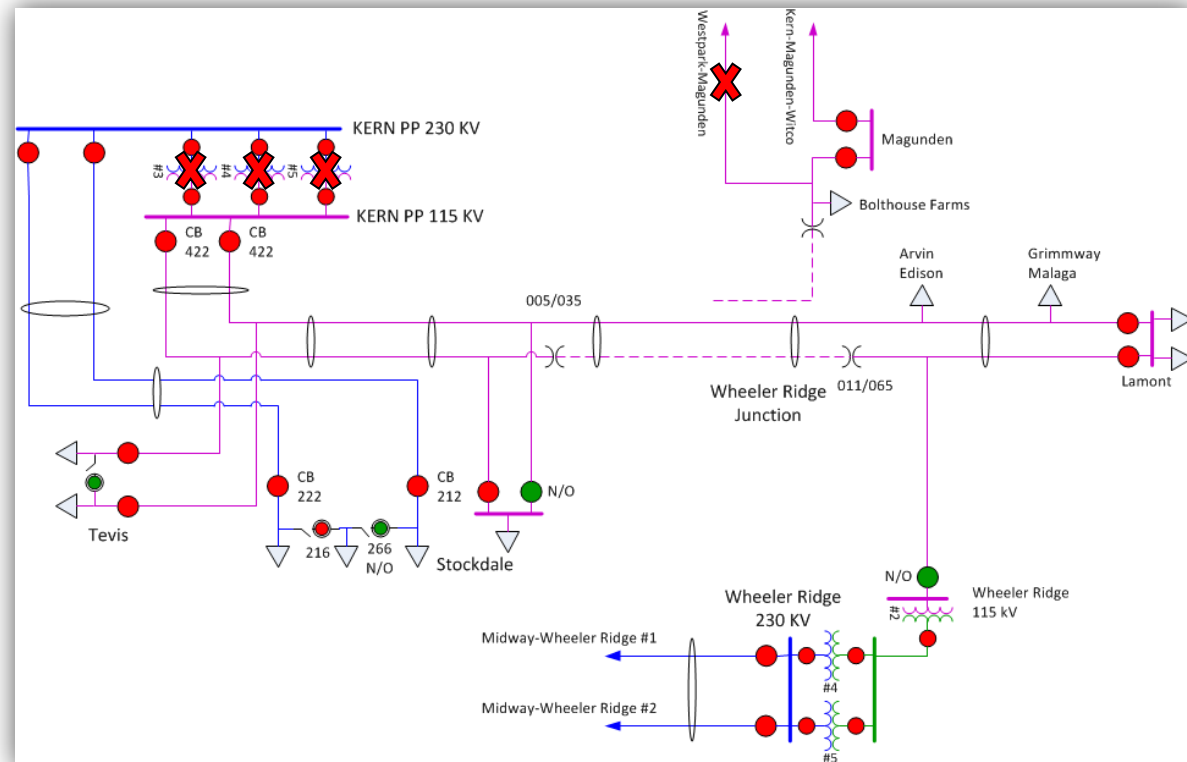 Westpark-Magunden
Kern-Magunden-Witco
KERN PP 230 KV
Magunden
#3
#4
#5
Bolthouse Farms
KERN PP 115 KV
CB
422
CB
422
Arvin
Edison
Grimmway
Malaga
005/035
Lamont
011/065
Wheeler Ridge
Junction
CB
222
CB
212
N/O
Tevis
216
266
N/O
Stockdale
N/O
Wheeler Ridge
115 kV
#2
Wheeler Ridge
230 KV
Midway-Wheeler Ridge #1
#4
Midway-Wheeler Ridge #2
#5